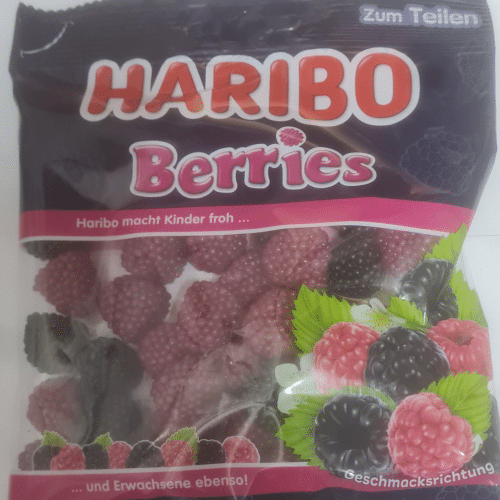 Zum Teilen
HARIBO
Berries
Haribo macht Kinder froh ...
... und Erwachsene ebenso!
Geschmacksrichtung